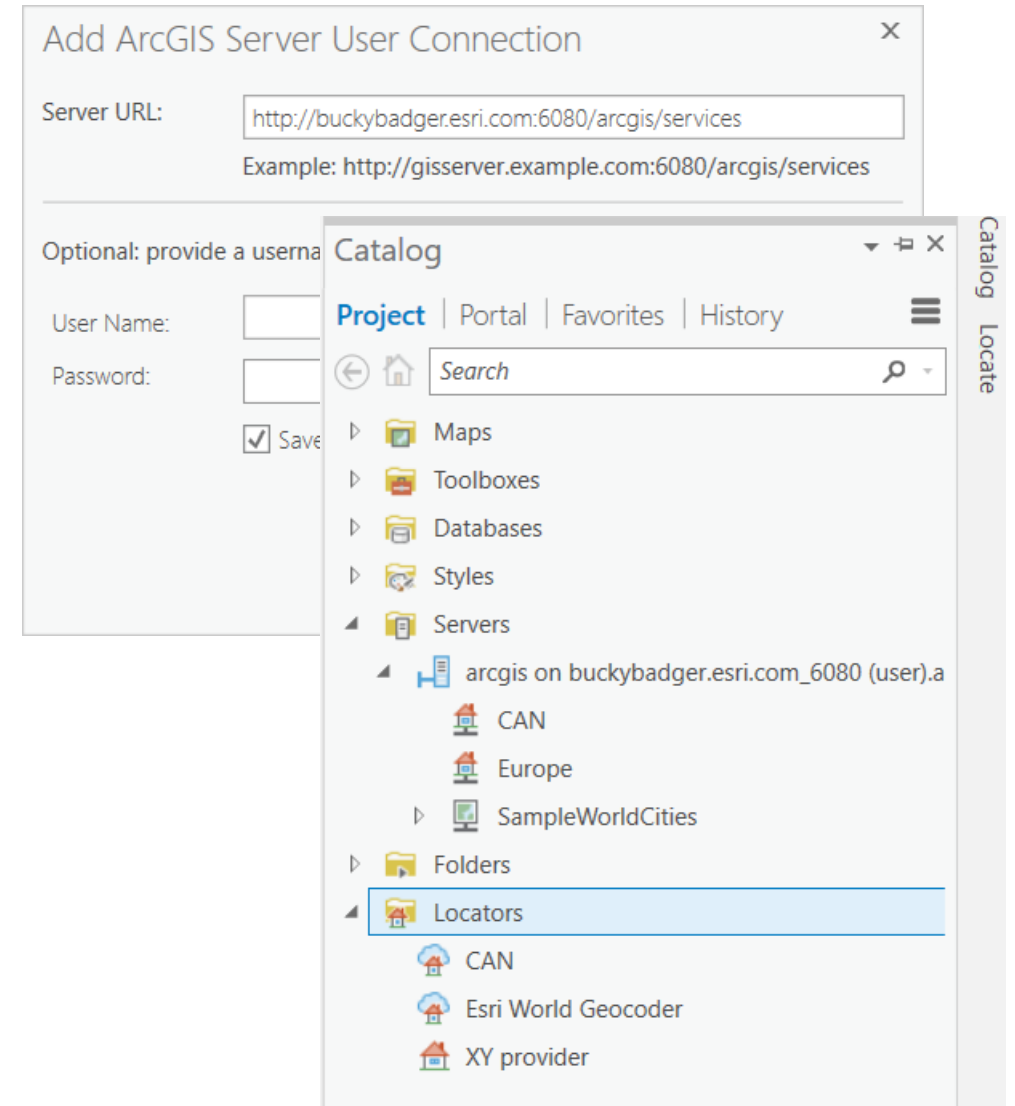 Add ArcGIS Server User Connection
Server URL:
http://buckybadger.esri.com:6080/arcgis/services
Example: http://gisserver.example.com:6080/arcgis/services
Optional: provide a userna
User Name:
Password:
Save
Catalog
Project | Portal | Favorites | History
Search
Maps
Toolboxes
Databases
Styles
Servers
arcgis on buckybadger.esri.com_6080 (user).a
CAN
Europe
SampleWorldCities
Folders
Locators
CAN
Esri World Geocoder
XY provider
Catalog
Locate